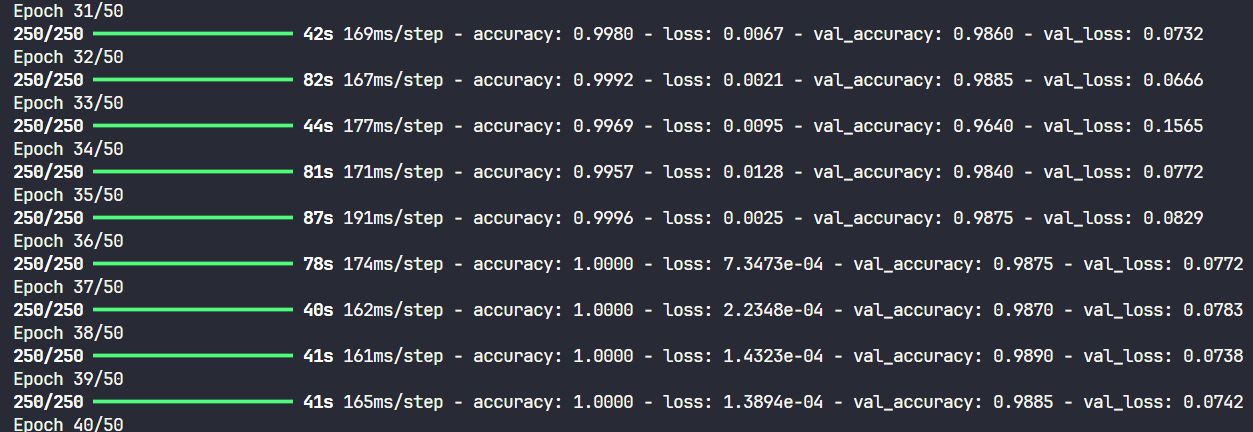 Epoch 31/50
250/250 ━━━━━━━━━━━━━━━━━━━━ 42s 169ms/step - accuracy: 0.9980 - loss: 0.0067 - val_accuracy: 0.9860 - val_loss: 0.0732
Epoch 32/50
250/250 ━━━━━━━━━━━━━━━━━━━━ 82s 167ms/step - accuracy: 0.9992 - loss: 0.0021 - val_accuracy: 0.9885 - val_loss: 0.0666
Epoch 33/50
250/250 ━━━━━━━━━━━━━━━━━━━━ 44s 177ms/step - accuracy: 0.9969 - loss: 0.0095 - val_accuracy: 0.9640 - val_loss: 0.1565
Epoch 34/50
250/250 ━━━━━━━━━━━━━━━━━━━━ 81s 171ms/step - accuracy: 0.9957 - loss: 0.0128 - val_accuracy: 0.9840 - val_loss: 0.0772
Epoch 35/50
250/250 ━━━━━━━━━━━━━━━━━━━━ 87s 191ms/step - accuracy: 0.9996 - loss: 0.0025 - val_accuracy: 0.9875 - val_loss: 0.0829
Epoch 36/50
250/250 ━━━━━━━━━━━━━━━━━━━━ 78s 174ms/step - accuracy: 1.0000 - loss: 7.3473e-04 - val_accuracy: 0.9875 - val_loss: 0.0772
Epoch 37/50
250/250 ━━━━━━━━━━━━━━━━━━━━ 40s 162ms/step - accuracy: 1.0000 - loss: 2.2348e-04 - val_accuracy: 0.9870 - val_loss: 0.0783
Epoch 38/50
250/250 ━━━━━━━━━━━━━━━━━━━━ 41s 161ms/step - accuracy: 1.0000 - loss: 1.4323e-04 - val_accuracy: 0.9890 - val_loss: 0.0738
Epoch 39/50
250/250 ━━━━━━━━━━━━━━━━━━━━ 41s 165ms/step - accuracy: 1.0000 - loss: 1.3894e-04 - val_accuracy: 0.9885 - val_loss: 0.0742
Epoch 40/50